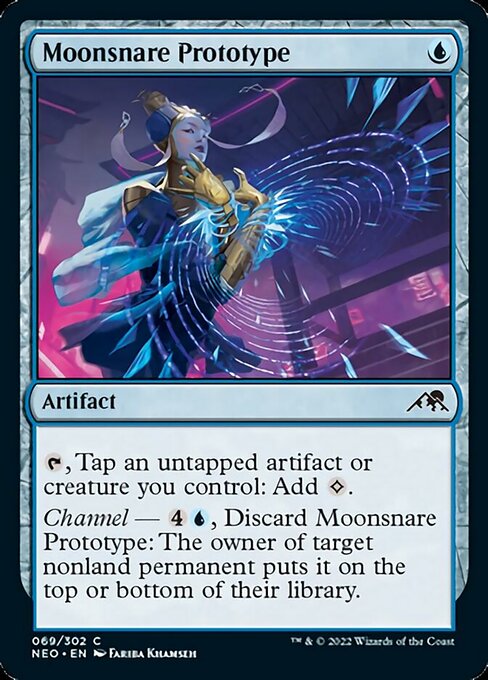 Moonsnare Prototype
Artifact
, Tap an untapped artifact or
creature you control: Add .
Channel — 4 , Discard Moonsnare
Prototype: The owner of target
nonland permanent puts it on the
top or bottom of their library.
069/302 C
NEO • EN Fariba Khamseh
™ & © 2022 Wizards of the Coast